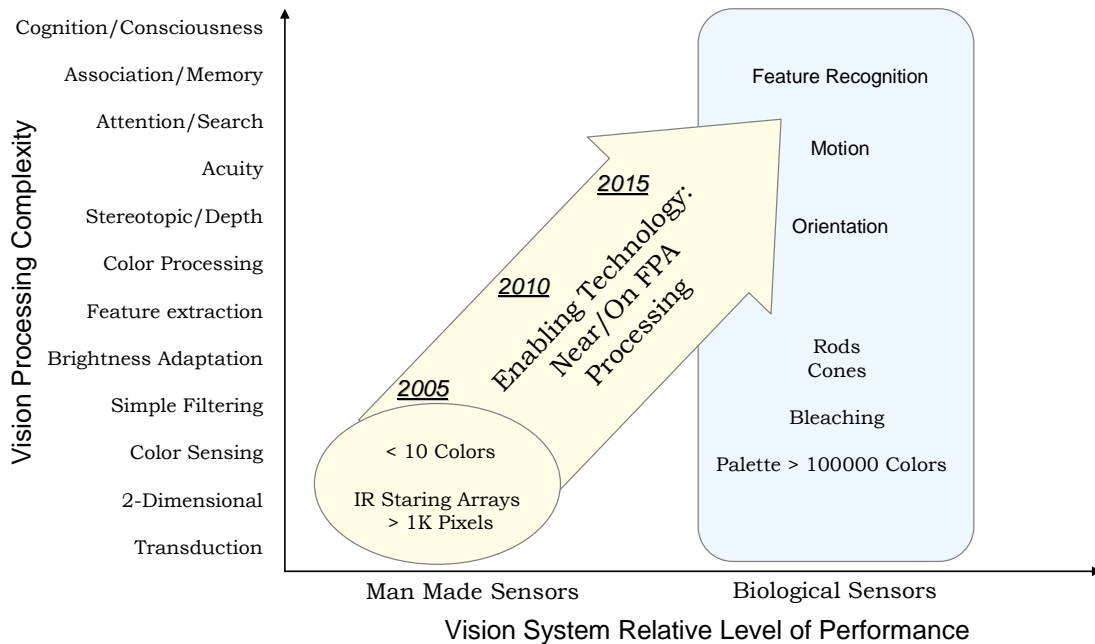 Vision Processing Complexity
Cognition/Consciousness
Association/Memory
Attention/Search
Acuity
Stereotopic/Depth
Color Processing
Feature extraction
Brightness Adaptation
Simple Filtering
Color Sensing
2-Dimensional
Transduction
2015
2010
2005
Enabling Technology:
Near/On FPA
Processing
< 10 Colors
IR Staring Arrays
> 1K Pixels
Feature Recognition
Motion
Orientation
Rods
Cones
Bleaching
Palette > 100000 Colors
Man Made Sensors
Biological Sensors
Vision System Relative Level of Performance